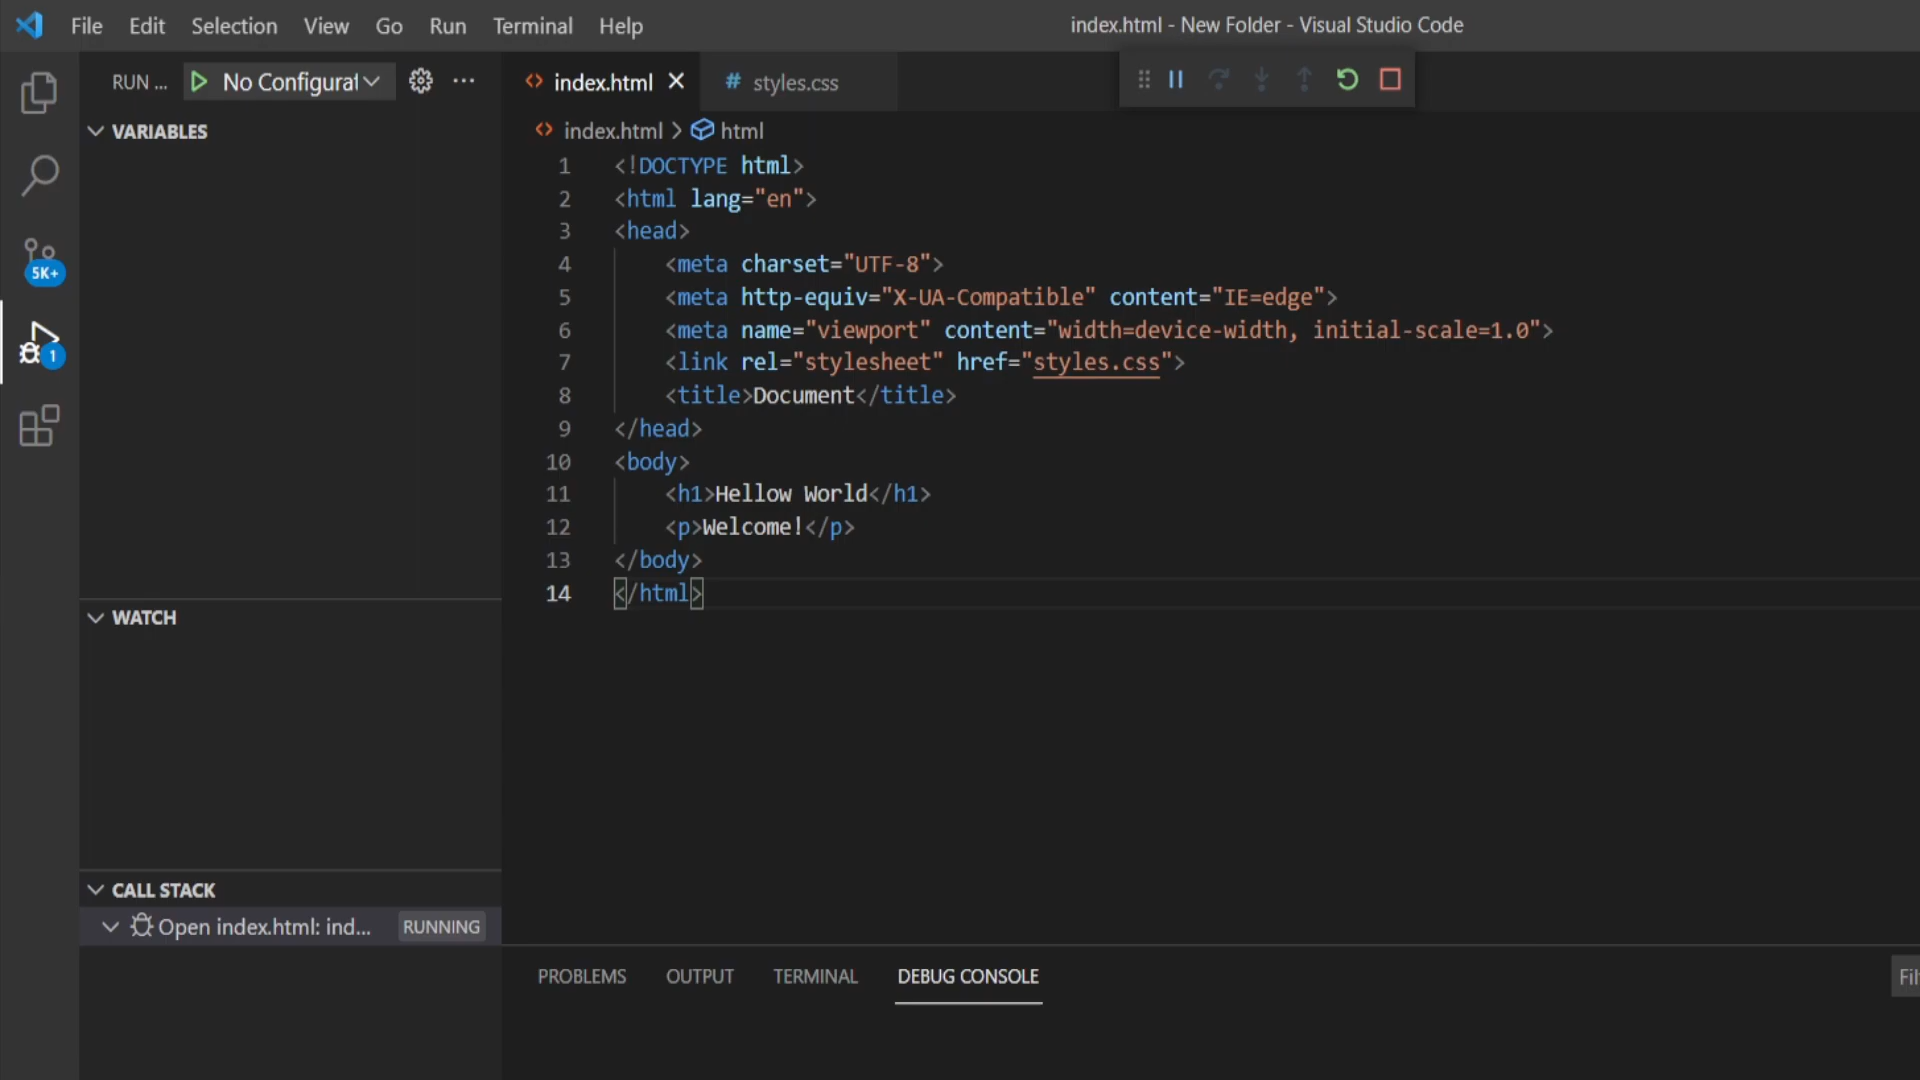 File Edit Selection View Go Run Terminal Help index.html - New Folder - Visual Studio Code
RUN ... No Configurat
index.html styles.css
VARIABLES
index.html > html
1 <!DOCTYPE html>
2 <html lang="en">
3 <head>
4 <meta charset="UTF-8">
5 <meta http-equiv="X-UA-Compatible" content="IE=edge">
6 <meta name="viewport" content="width=device-width, initial-scale=1.0">
7 <link rel="stylesheet" href="styles.css">
8 <title>Document</title>
9 </head>
10 <body>
11 <h1>Hellow World</h1>
12 <p>Welcome!</p>
13 </body>
14 </html>
5K+
1
WATCH
CALL STACK
Open index.html: ind... RUNNING
PROBLEMS OUTPUT TERMINAL DEBUG CONSOLE